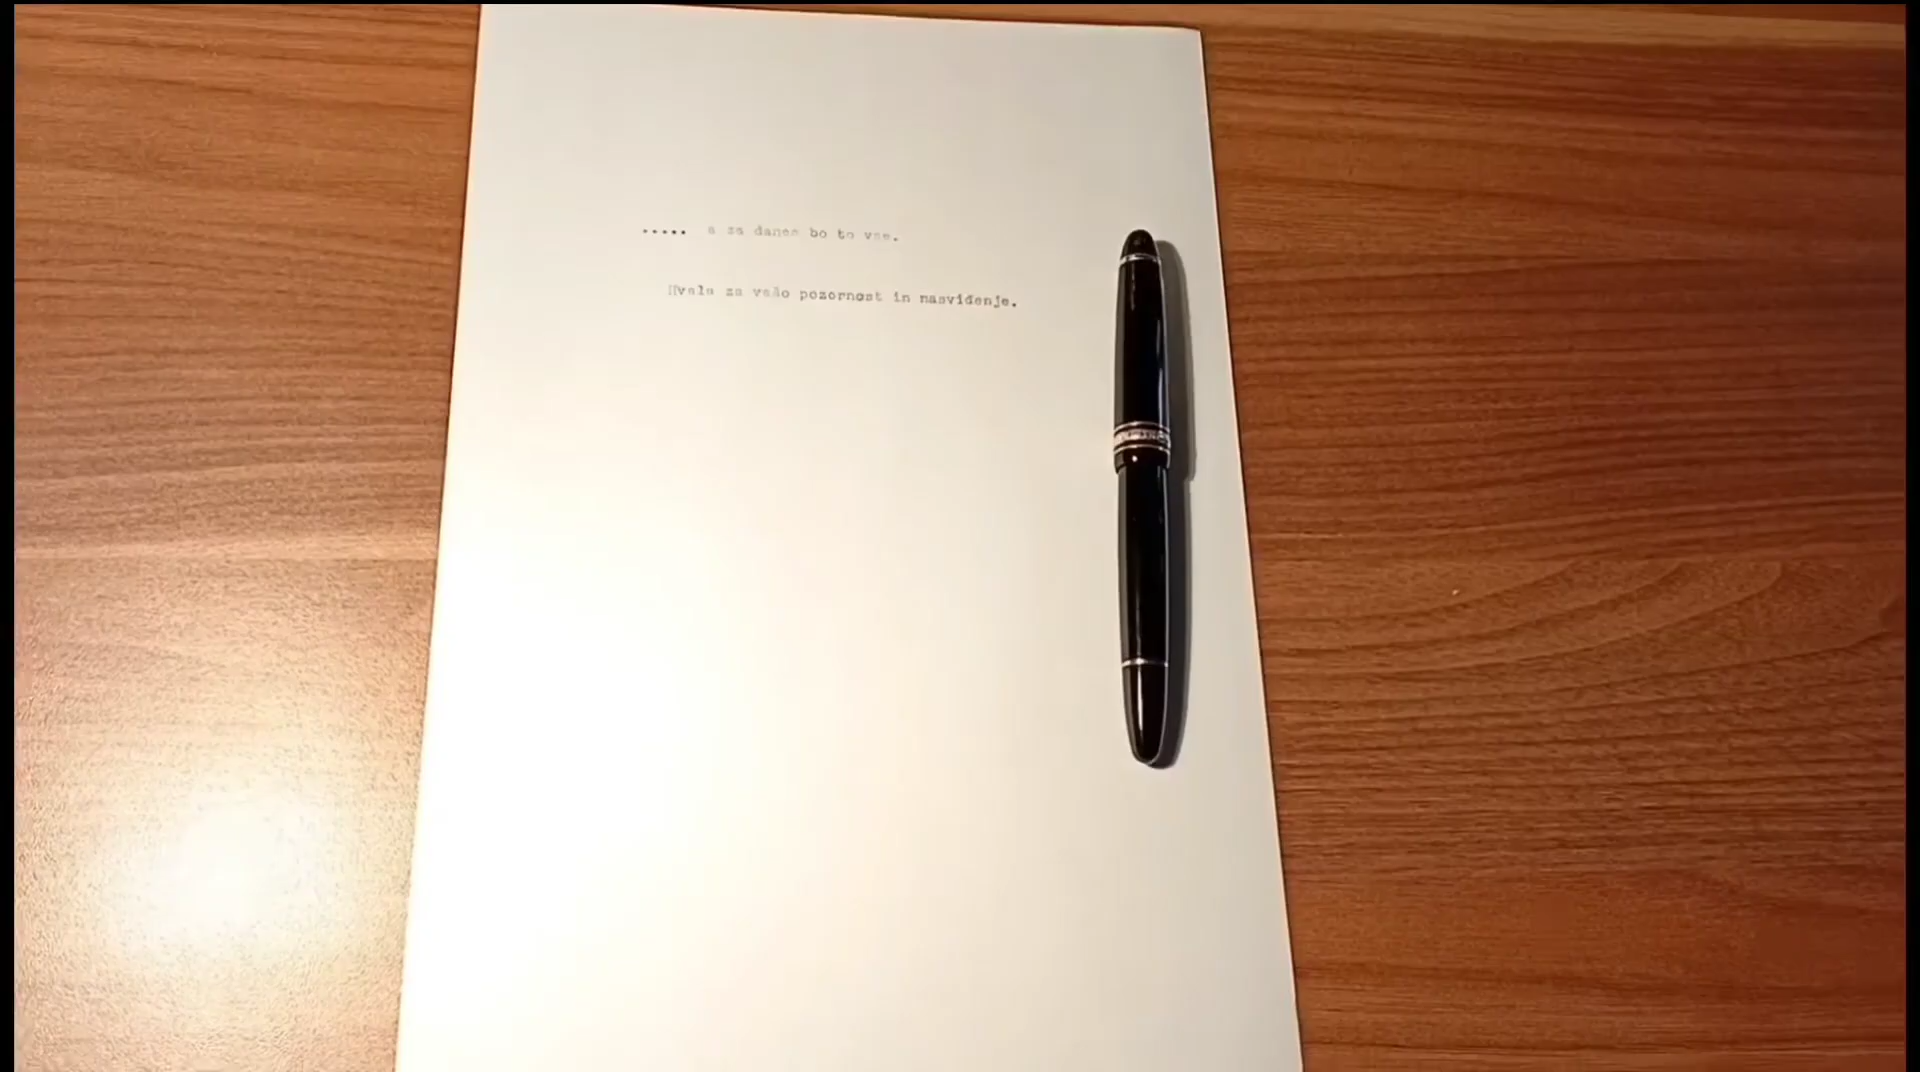 ..... a za danes bo to vse.
Hvala za vašo pozornost in nasvidenje.